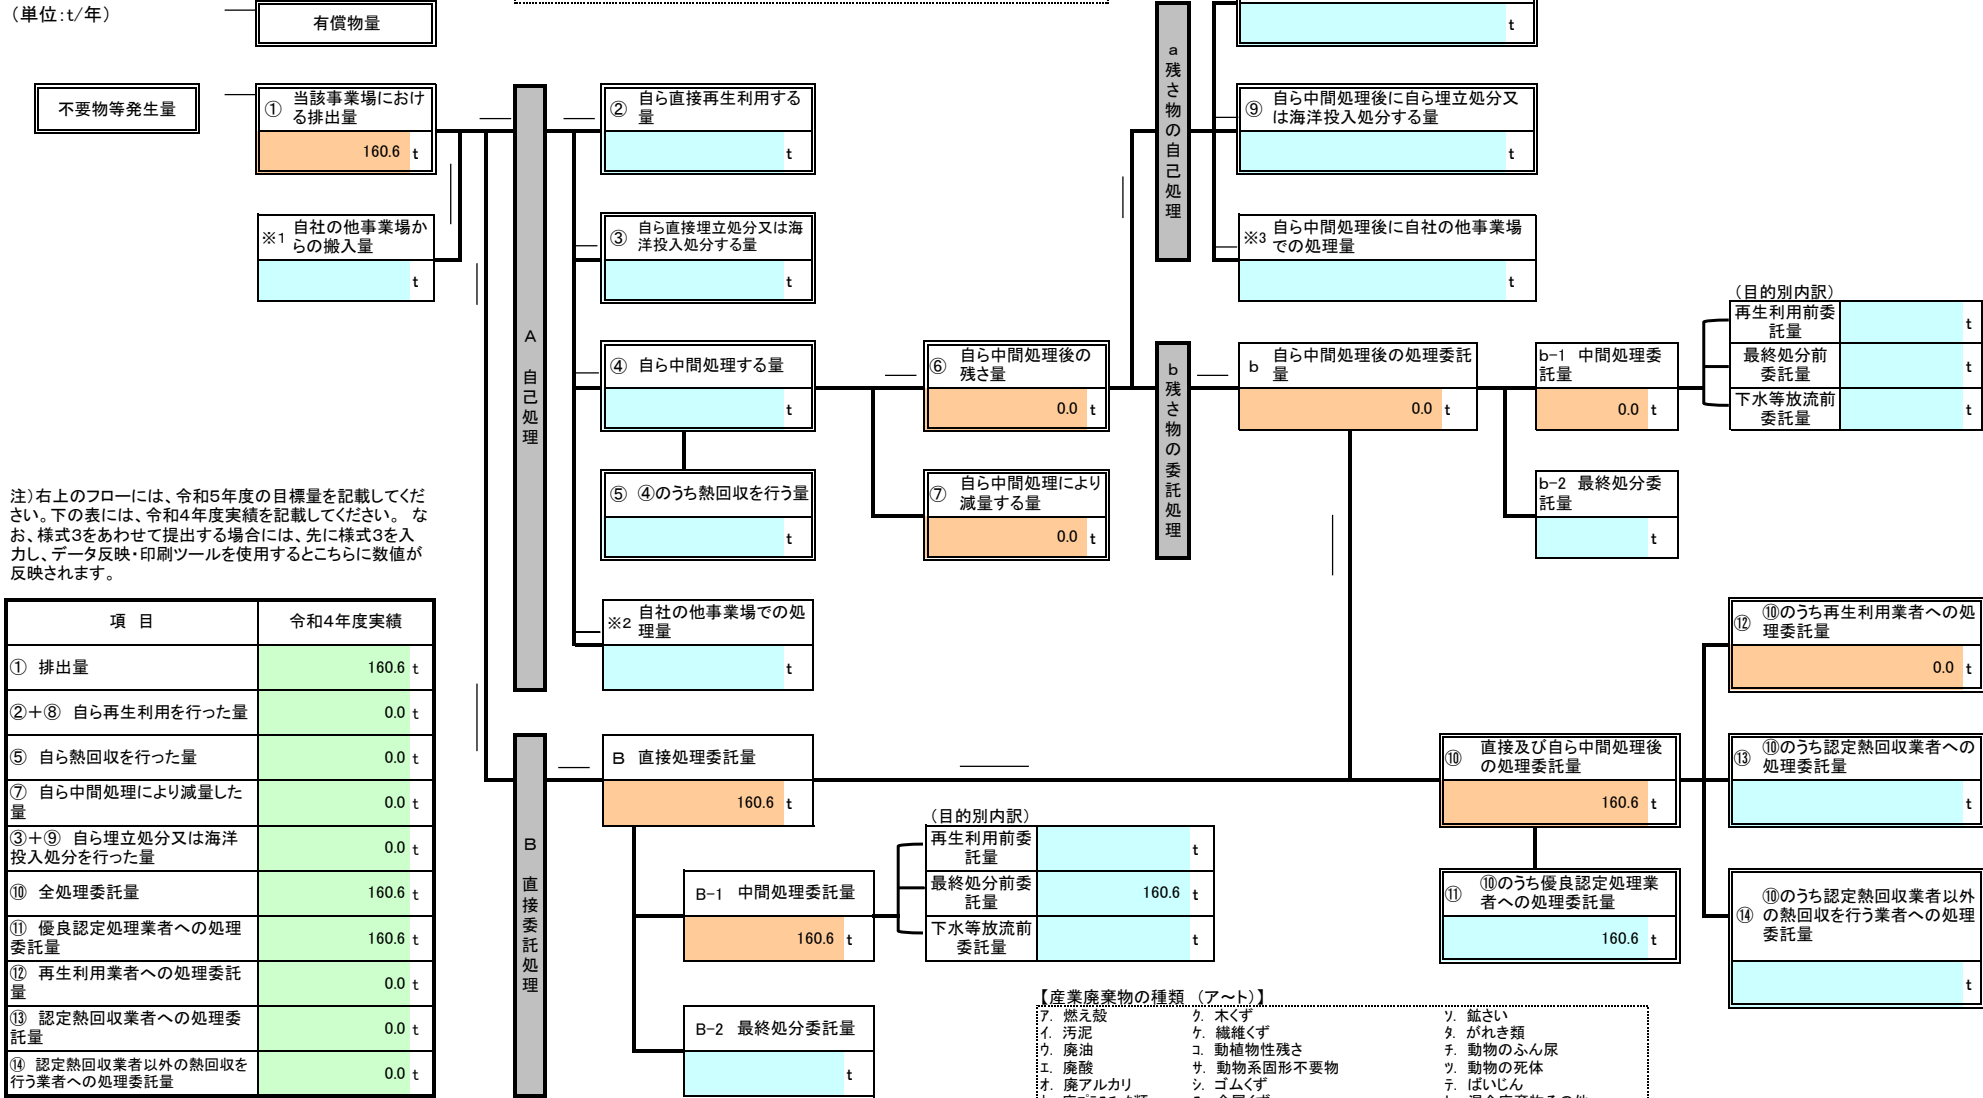 (単位:t/年)
有償物量
t
不要物等発生量
① 当該事業場におけ
る排出量
160.6 t
※1 自社の他事業場か
らの搬入量
t
A 自己処理
② 自ら直接再生利用する
量
t
③ 自ら直接埋立処分又は海
洋投入処分する量
t
④ 自ら中間処理する量
t
⑤ ④のうち熱回収を行う量
t
※2 自社の他事業場での処
理量
t
⑥ 自ら中間処理後の
残さ量
0.0 t
⑦ 自ら中間処理により
減量する量
0.0 t
a 残さ物の自己処理
⑨ 自ら中間処理後に自ら埋立処分又
は海洋投入処分する量
t
※3 自ら中間処理後に自社の他事業場
での処理量
t
b 残さ物の委託処理
b 自ら中間処理後の処理委託
量
0.0 t
b-1 中間処理委
託量
0.0 t
b-2 最終処分委
託量
t
(目的別内訳)
再生利用前委
託量
t
最終処分前
委託量
t
下水等放流前
委託量
t
注)右上のフローには、令和5年度の目標量を記載してくだ
さい。下の表には、令和4年度実績を記載してください。 な
お、様式3をあわせて提出する場合には、先に様式3を入
力し、データ反映・印刷ツールを使用するとこちらに数値が
反映されます。
項 目 令和4年度実績
① 排出量 160.6 t
②+⑧ 自ら再生利用を行った量 0.0 t
⑤ 自ら熱回収を行った量 0.0 t
⑦ 自ら中間処理により減量した
量 0.0 t
③+⑨ 自ら埋立処分又は海洋
投入処分を行った量 0.0 t
⑩ 全処理委託量 160.6 t
⑪ 優良認定処理業者への処理
委託量 160.6 t
⑫ 再生利用業者への処理委託
量 0.0 t
⑬ 認定熱回収業者への処理委
託量 0.0 t
⑭ 認定熱回収業者以外の熱回収を
行う業者への処理委託量 0.0 t
B 直接委託処理
B 直接処理委託量
160.6 t
B-1 中間処理委託量
160.6 t
B-2 最終処分委託量
t
(目的別内訳)
再生利用前委
託量
t
最終処分前委
託量
160.6 t
下水等放流前
委託量
t
⑩ 直接及び自ら中間処理後
の処理委託量
160.6 t
⑪ ⑩のうち優良認定処理業
者への処理委託量
160.6 t
⑫ ⑩のうち再生利用業者への処
理委託量
0.0 t
⑬ ⑩のうち認定熱回収業者への
処理委託量
t
⑭ ⑩のうち認定熱回収業者以外
の熱回収を行う業者への処理
委託量
t
【産業廃棄物の種類 (ア～ト)】
ア. 燃え殻 ク. 木くず ソ. 鉱さい
イ. 汚泥 ケ. 繊維くず タ. がれき類
ウ. 廃油 コ. 動植物性残さ チ. 動物のふん尿
エ. 廃酸 サ. 動物系固形不要物 ツ. 動物の死体
オ. 廃アルカリ シ. ゴムくず テ. ばいじん